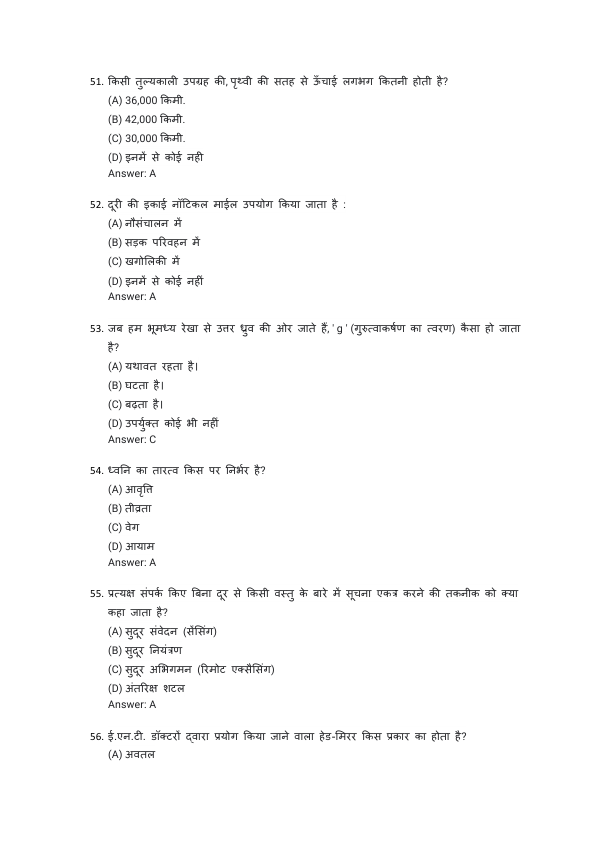 51. किसी तुल्यकाली उपग्रह की, पृथ्वी की सतह से ऊँचाई लगभग कितनी होती है?
(A) 36,000 किमी.
(B) 42,000 किमी.
(C) 30,000 किमी.
(D) इनमें से कोई नही
Answer: A
52. दूरी की इकाई नॉटिकल माईल उपयोग किया जाता है :
(A) नौसंचालन में
(B) सड़क परिवहन में
(C) खगोलिकी में
(D) इनमें से कोई नहीं
Answer: A
53. जब हम भूमध्य रेखा से उत्तर ध्रुव की ओर जाते हैं, ' g ' (गुरुत्वाकर्षण का त्वरण) कैसा हो जाता
है?
(A) यथावत रहता है।
(B) घटता है।
(C) बढ़ता है।
(D) उपर्युक्त कोई भी नहीं
Answer: C
54. ध्वनि का तारत्व किस पर निर्भर है?
(A) आवृत्ति
(B) तीव्रता
(C) वेग
(D) आयाम
Answer: A
55. प्रत्यक्ष संपर्क किए बिना दूर से किसी वस्तु के बारे में सूचना एकत्र करने की तकनीक को क्या
कहा जाता है?
(A) सुदूर संवेदन (सेंसिंग)
(B) सुदूर नियंत्रण
(C) सुदूर अभिगमन (रिमोट एक्सैसिंग)
(D) अंतरिक्ष शटल
Answer: A
56. ई.एन.टी. डॉक्टरों द्वारा प्रयोग किया जाने वाला हेड-मिरर किस प्रकार का होता है?
(A) अवतल